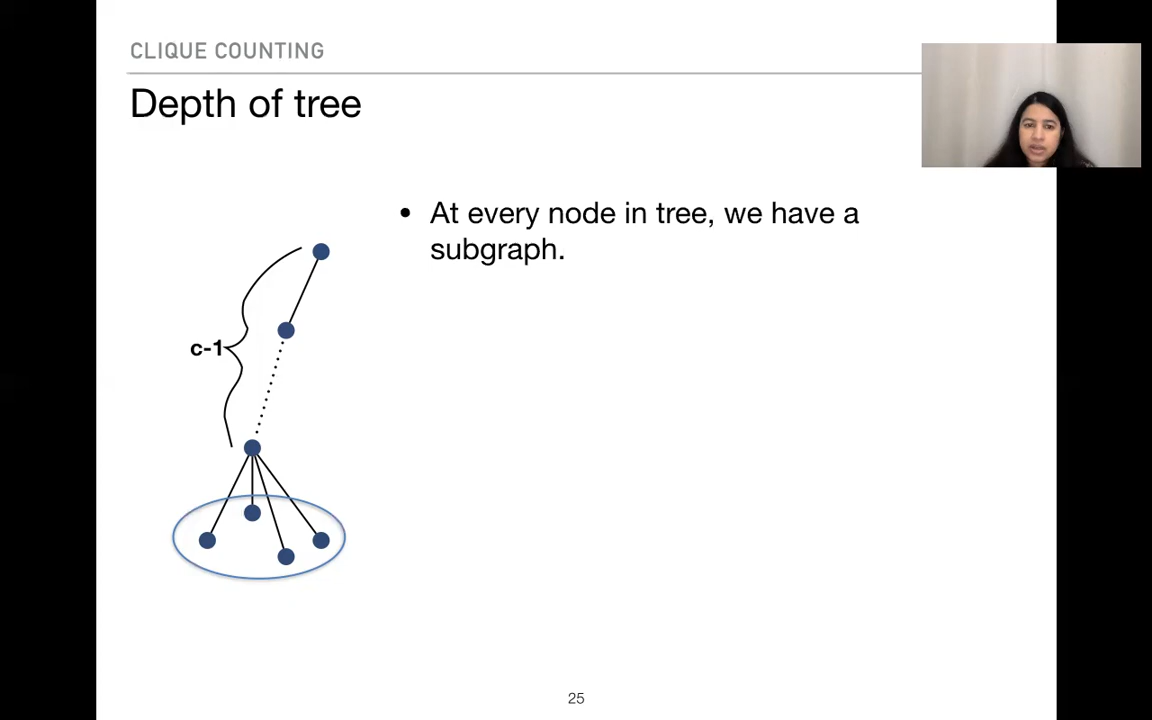 CLIQUE COUNTING
Depth of tree
• At every node in tree, we have a
subgraph.
c-1
25